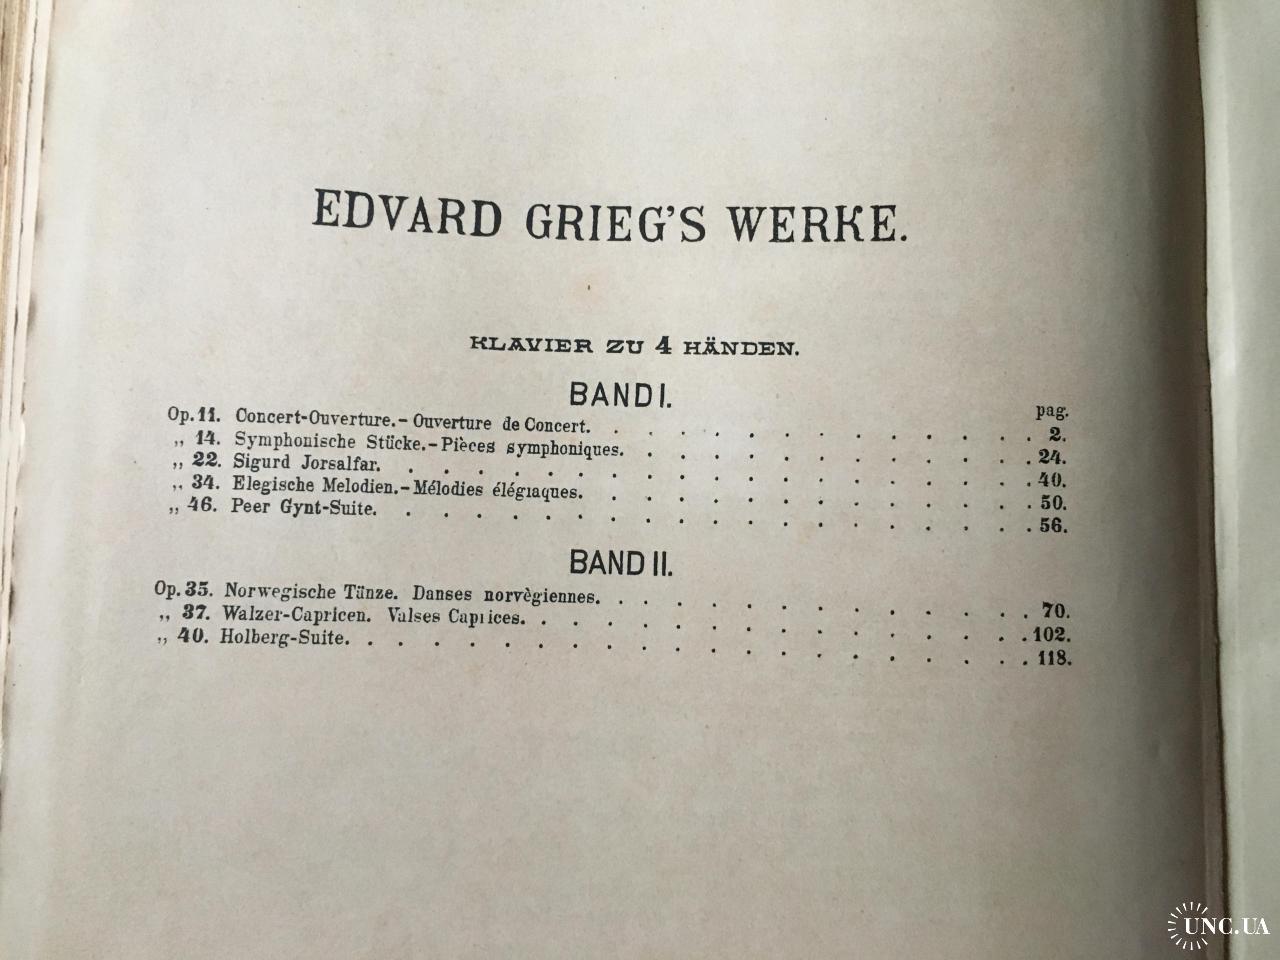 EDVARD GRIEG'S WERKE.
KLAVIER ZU 4 HÄNDEN.
BAND I.
pag.
Op. 11. Concert-Ouverture.- Ouverture de Concert. . . . . . . . . . . . . 2.
„ 14. Symphonische Stücke.- Pièces symphoniques. . . . . . . . . . . . 24.
„ 22. Sigurd Jorsalfar. . . . . . . . . . . . . . . . . . . 40.
„ 34. Elegische Melodien.- Mélodies élégiaques. . . . . . . . . . . . . 50.
„ 46. Peer Gynt-Suite. . . . . . . . . . . . . . . . . . . 56.
BAND II.
Op. 35. Norwegische Tänze. Danses norvègiennes. . . . . . . . . . . . . 70.
„ 37. Walzer-Capricen. Valses Caprices. . . . . . . . . . . . . . . 102.
„ 40. Holberg-Suite. . . . . . . . . . . . . . . . . . . . 118.
UNC.UA